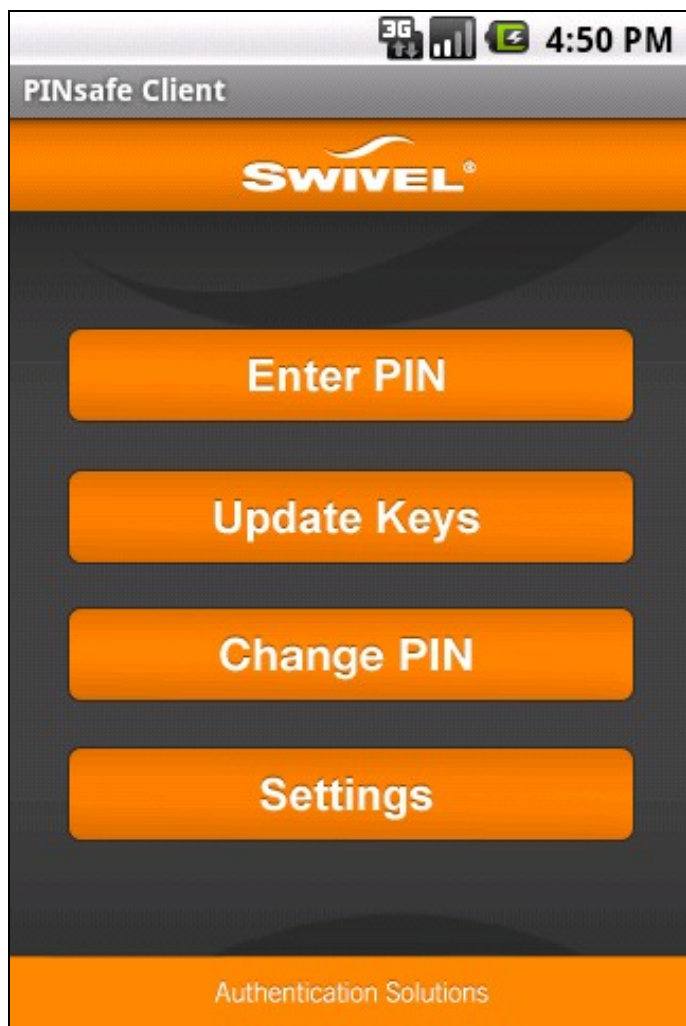 3G 4:50 PM
PINsafe Client
SWIVEL®
Enter PIN
Update Keys
Change PIN
Settings
Authentication Solutions